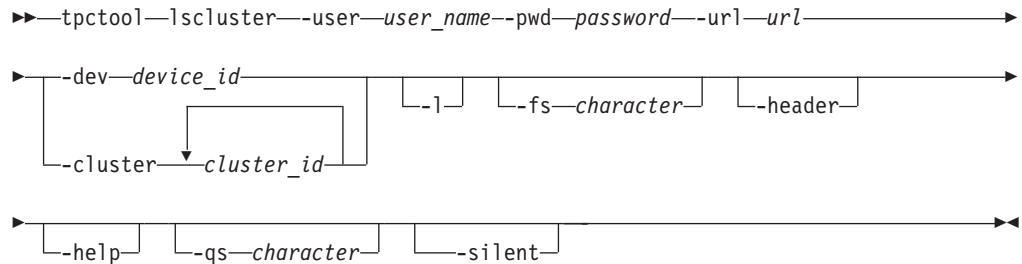 tpctool lscluster -user user_name -pwd password -url url
-dev device_id -l -fs character -header
-cluster cluster_id
-help -qs character -silent